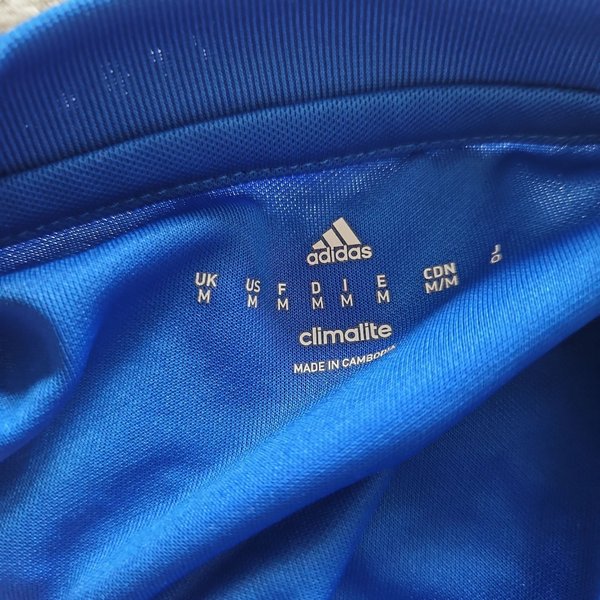 adidas
UK US F D I E CDN J
M M M M M M M/M O
climalite
MADE IN CAMBODIA